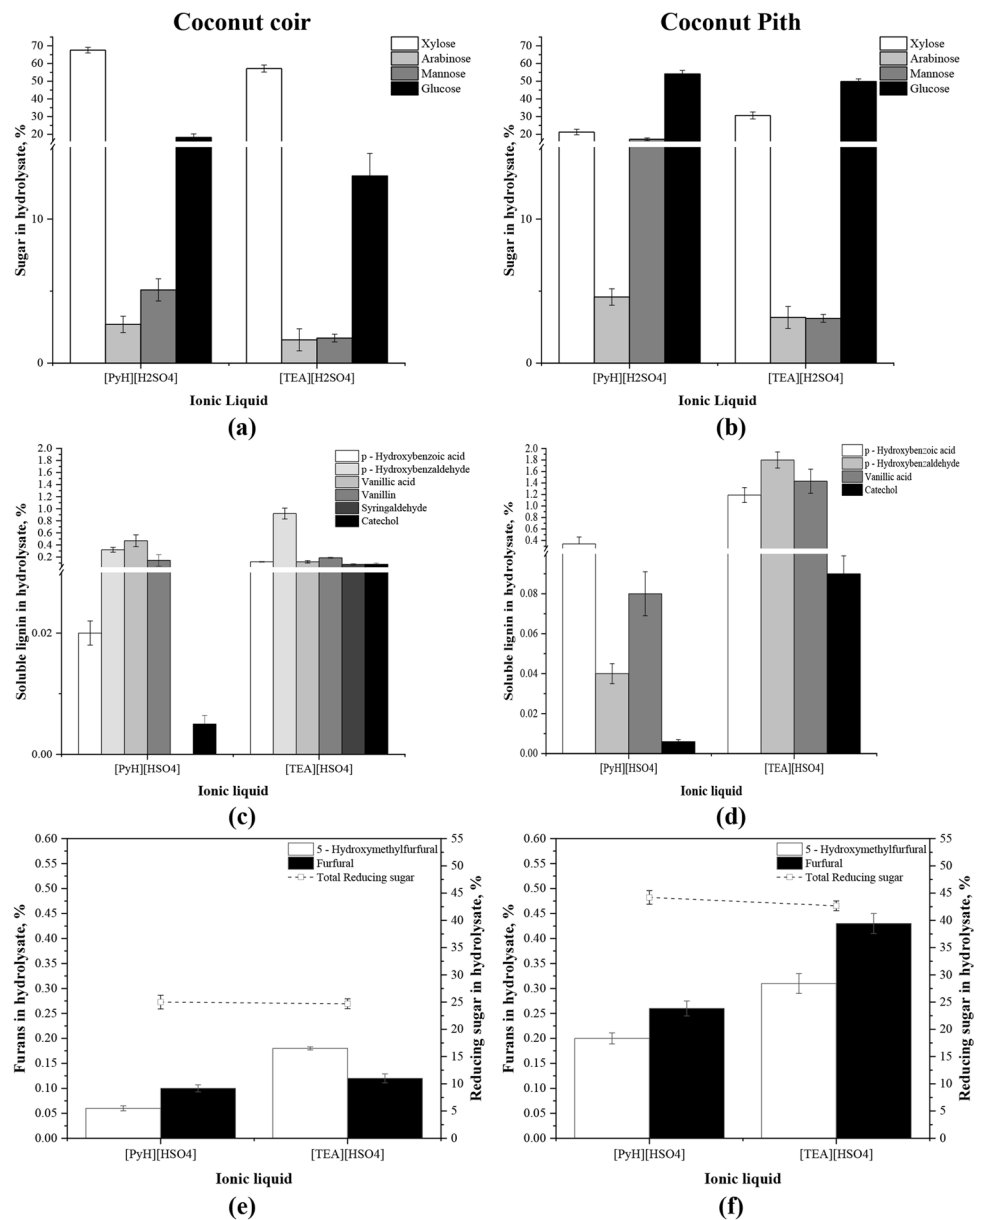 Coconut coir
Coconut Pith
Sugar in hydrolysate, %
70
60
50
40
30
20
10
0
Xylose
Arabinose
Mannose
Glucose
[PyH][H2SO4]
[TEA][H2SO4]
Ionic Liquid
(a)
Sugar in hydrolysate, %
70
60
50
40
30
20
10
0
Xylose
Arabinose
Mannose
Glucose
[PyH][H2SO4]
[TEA][H2SO4]
Ionic Liquid
(b)
Soluble lignin in hydrolysate, %
2.0
1.8
1.6
1.4
1.2
1.0
0.8
0.6
0.4
0.2
0.02
0.00
p - Hydroxybenzoic acid
p - Hydroxybenzaldehyde
Vanillic acid
Vanillin
Syringaldehyde
Catechol
[PyH][HSO4]
[TEA][HSO4]
Ionic liquid
(c)
Soluble lignin in hydrolysate, %
2.0
1.8
1.6
1.4
1.2
1.0
0.8
0.6
0.4
0.08
0.06
0.04
0.02
0.00
p - Hydroxybenzoic acid
p - Hydroxybenzaldehyde
Vanillic acid
Catechol
[PyH][HSO4]
[TEA][HSO4]
Ionic liquid
(d)
Furans in hydrolysate, %
0.60
0.55
0.50
0.45
0.40
0.35
0.30
0.25
0.20
0.15
0.10
0.05
0.00
5 - Hydroxymethylfurfural
Furfural
Total Reducing sugar
55
50
45
40
35
30
25
20
15
10
5
0
Reducing sugar in hydrolysate, %
[PyH][HSO4]
[TEA][HSO4]
Ionic liquid
(e)
Furans in hydrolysate, %
0.60
0.55
0.50
0.45
0.40
0.35
0.30
0.25
0.20
0.15
0.10
0.05
0.00
5 - Hydroxymethylfurfural
Furfural
Total Reducing sugar
55
50
45
40
35
30
25
20
15
10
5
0
Reducing sugar in hydrolysate, %
[PyH][HSO4]
[TEA][HSO4]
Ionic liquid
(f)